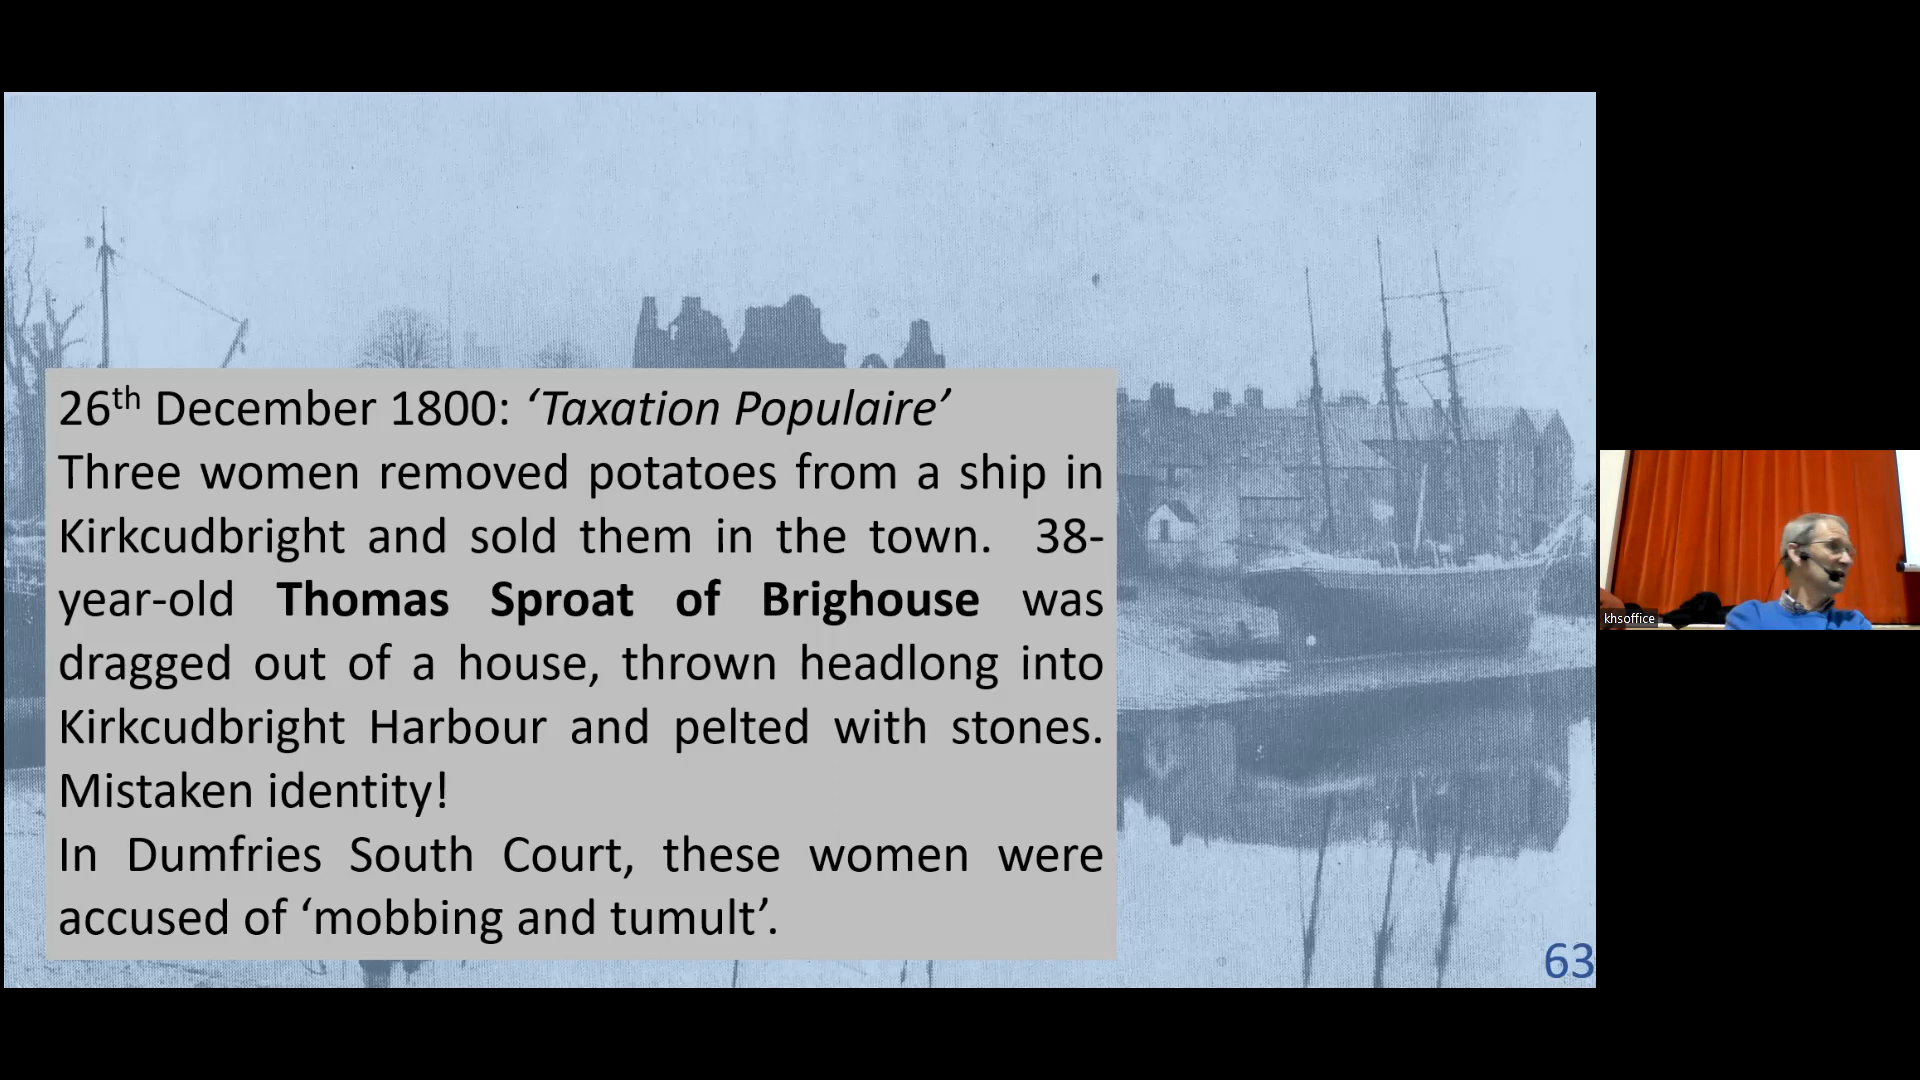 26th December 1800: ‘Taxation Populaire’
Three women removed potatoes from a ship in
Kirkcudbright and sold them in the town. 38-
year-old Thomas Sproat of Brighouse was
dragged out of a house, thrown headlong into
Kirkcudbright Harbour and pelted with stones.
Mistaken identity!
In Dumfries South Court, these women were
accused of ‘mobbing and tumult’.
63
khsoffice